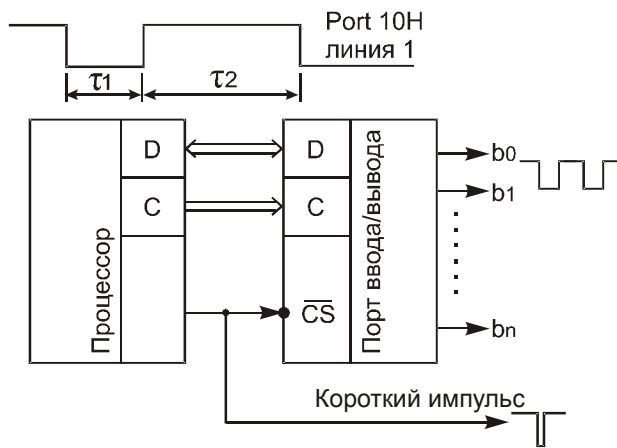 Port 10H
линия 1
τ1
τ2
Процессор
D
C
D
C
CS
Порт ввода/вывода
b0
b1
bn
Короткий импульс